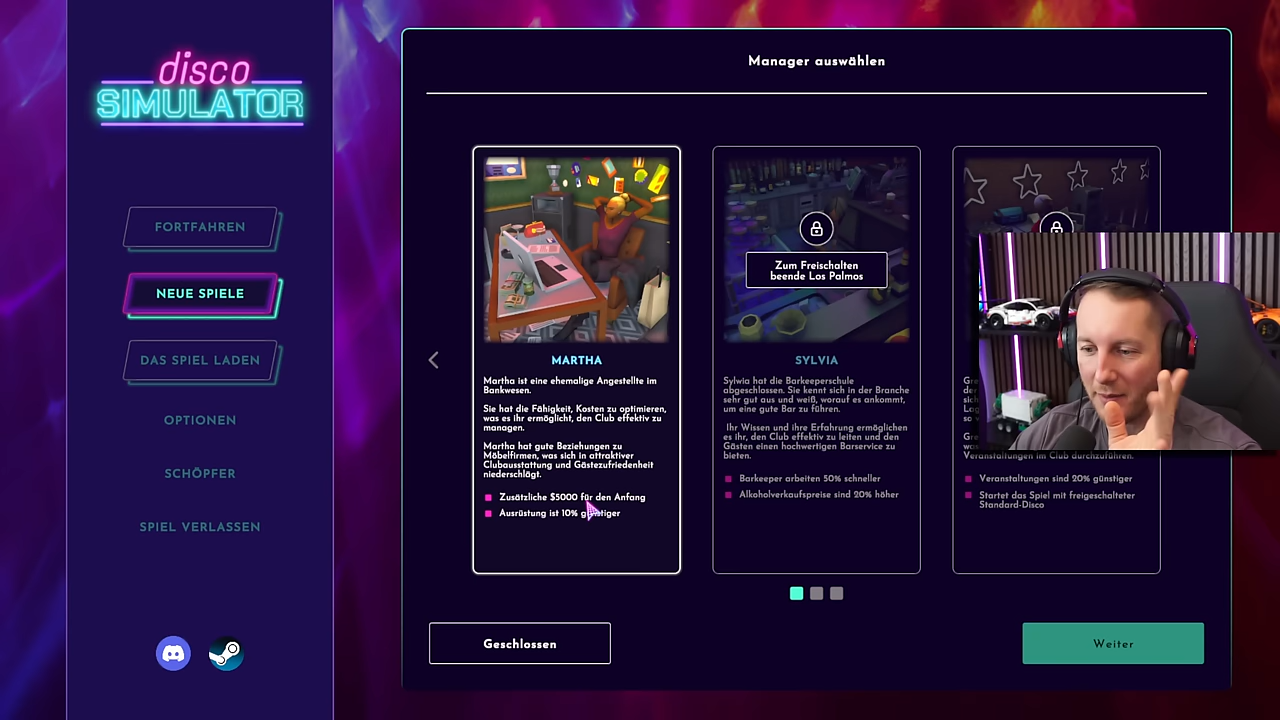 disco
SIMULATOR
FORTFAHREN
NEUE SPIELE
DAS SPIEL LADEN
OPTIONEN
SCHÖPFER
SPIEL VERLASSEN
Manager auswählen
MARTHA
Martha ist eine ehemalige Angestellte im
Bankwesen.
Sie hat die Fähigkeit, Kosten zu optimieren,
was es ihr ermöglicht, den Club effektiv zu
managen.
Martha hat gute Beziehungen zu
Möbelfirmen, was sich in attraktiver
Clubausstattung und Gästezufriedenheit
niederschlägt.
Zusätzliche $5000 für den Anfang
Ausrüstung ist 10% günstiger
Zum Freischalten
beende Los Palmos
SYLVIA
Sylwia hat die Barkeeperschule
abgeschlossen. Sie kennt sich in der Branche
sehr gut aus und weiß, worauf es ankommt,
um eine gute Bar zu führen.
Ihr Wissen und ihre Erfahrung ermöglichen
es ihr, den Club effektiv zu leiten und den
Gästen einen hochwertigen Barservice zu
bieten.
Barkeeper arbeiten 50% schneller
Alkoholverkaufspreise sind 20% höher
Veranstaltungen im Club durchzuführen.
Veranstaltungen sind 20% günstiger
Startet das Spiel mit freigeschalteter
Standard-Disco
Geschlossen
Weiter